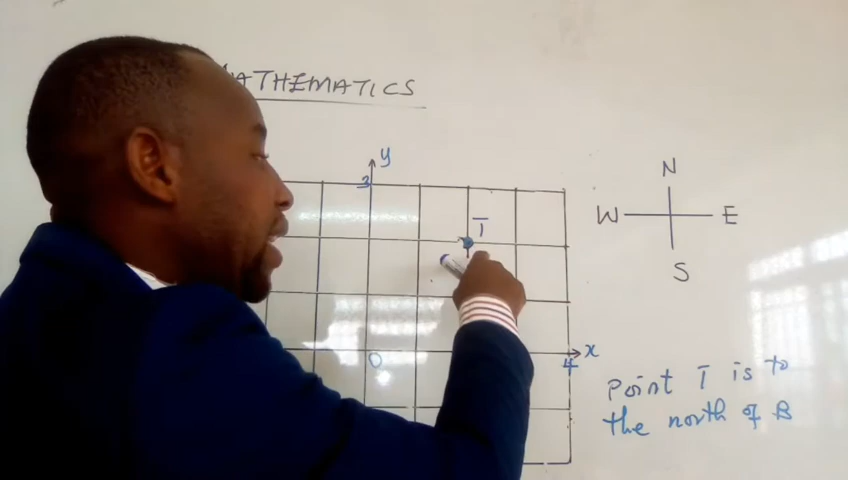 MATHEMATICS
y
3
T
N
W E
S
0
x
4
Point T is to
the north of B